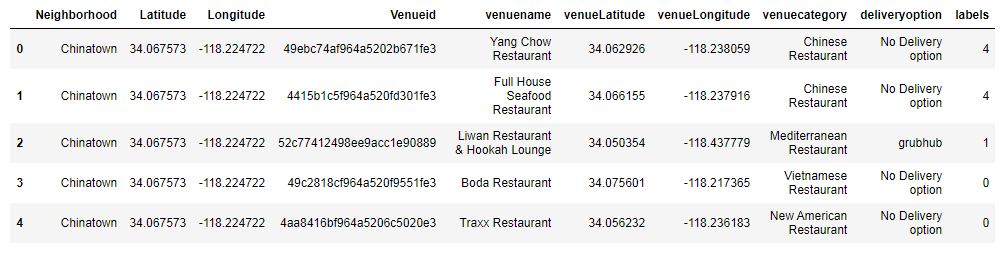 Neighborhood Latitude Longitude Venueid venuename venueLatitude venueLongitude venuecategory deliveryoption labels
0 Chinatown 34.067573 -118.224722 49ebc74af964a5202b671fe3 Yang Chow Restaurant 34.062926 -118.238059 Chinese Restaurant No Delivery option 4
1 Chinatown 34.067573 -118.224722 4415b1c5f964a520fd301fe3 Full House Seafood Restaurant 34.066155 -118.237916 Chinese Restaurant No Delivery option 4
2 Chinatown 34.067573 -118.224722 52c77412498ee9acc1e90889 Liwan Restaurant & Hookah Lounge 34.050354 -118.437779 Mediterranean Restaurant grubhub 1
3 Chinatown 34.067573 -118.224722 49c2818cf964a520f9551fe3 Boda Restaurant 34.075601 -118.217365 Vietnamese Restaurant No Delivery option 0
4 Chinatown 34.067573 -118.224722 4aa8416bf964a5206c5020e3 Traxx Restaurant 34.056232 -118.236183 New American Restaurant No Delivery option 0